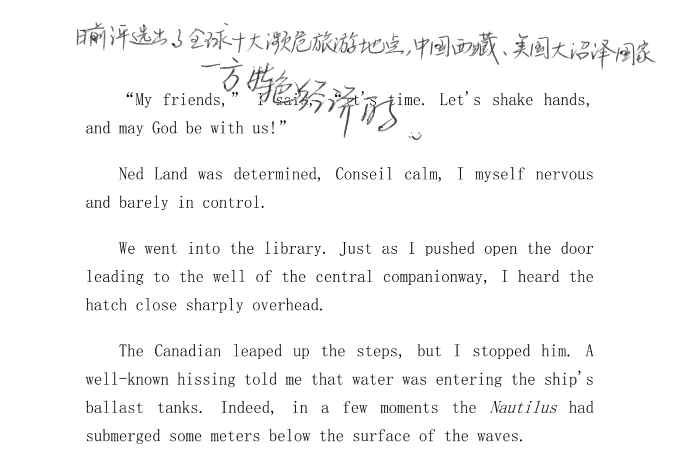 日前评选出了全球十大濒危旅游地点,中国西藏、美国大沼泽国家
一方
“My friends,” I said, “it's time. Let's shake hands,
and may God be with us!”
Ned Land was determined, Conseil calm, I myself nervous
and barely in control.
We went into the library. Just as I pushed open the door
leading to the well of the central companionway, I heard the
hatch close sharply overhead.
The Canadian leaped up the steps, but I stopped him. A
well-known hissing told me that water was entering the ship's
ballast tanks. Indeed, in a few moments the Nautilus had
submerged some meters below the surface of the waves.